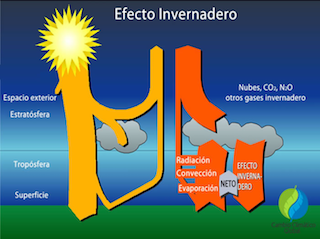 Efecto Invernadero
Nubes, CO₂, N₂O
otros gases invernadero
Espacio exterior
Estratósfera
Tropósfera
Superficie
Radiación
Convección
Evaporación
NETO
EFECTO
INVERNA-
DERO